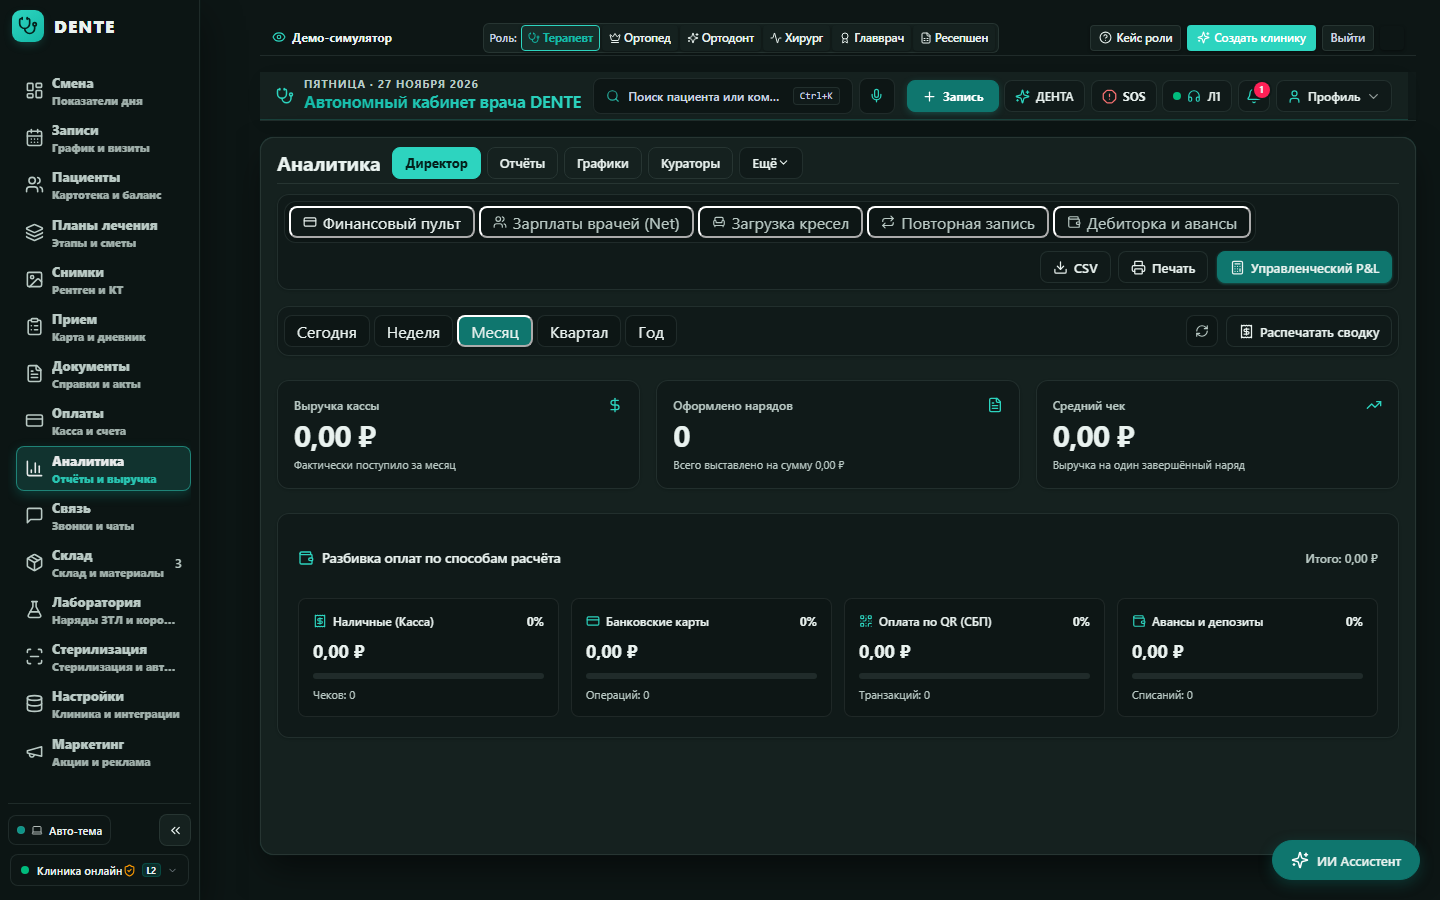 DENTE
Демо-симулятор
Роль:
Терапевт
Ортопед
Ортодонт
Хирург
Главврач
Ресепшен
Кейс роли
Создать клинику
Выйти
ПЯТНИЦА · 27 НОЯБРЯ 2026
Автономный кабинет врача DENTE
Поиск пациента или ком...
Ctrl+K
Запись
ДЕНТА
SOS
Л1
1
Профиль
Смена
Показатели дня
Записи
График и визиты
Пациенты
Картотека и баланс
Планы лечения
Этапы и сметы
Снимки
Рентген и КТ
Прием
Карта и дневник
Документы
Справки и акты
Оплаты
Касса и счета
Аналитика
Отчёты и выручка
Связь
Звонки и чаты
Склад
Склад и материалы
3
Лаборатория
Наряды ЗТЛ и коро...
Стерилизация
Стерилизация и авт...
Настройки
Клиника и интеграции
Маркетинг
Акции и реклама
Авто-тема
Клиника онлайн
L2
Аналитика
Директор
Отчёты
Графики
Кураторы
Ещё
Финансовый пульт
Зарплаты врачей (Net)
Загрузка кресел
Повторная запись
Дебиторка и авансы
CSV
Печать
Управленческий P&L
Сегодня
Неделя
Месяц
Квартал
Год
Распечатать сводку
Выручка кассы
0,00 ₽
Фактически поступило за месяц
Оформлено нарядов
0
Всего выставлено на сумму 0,00 ₽
Средний чек
0,00 ₽
Выручка на один завершённый наряд
Разбивка оплат по способам расчёта
Итого: 0,00 ₽
Наличные (Касса)
0%
0,00 ₽
Чеков: 0
Банковские карты
0%
0,00 ₽
Операций: 0
Оплата по QR (СБП)
0%
0,00 ₽
Транзакций: 0
Авансы и депозиты
0%
0,00 ₽
Списаний: 0
ИИ Ассистент